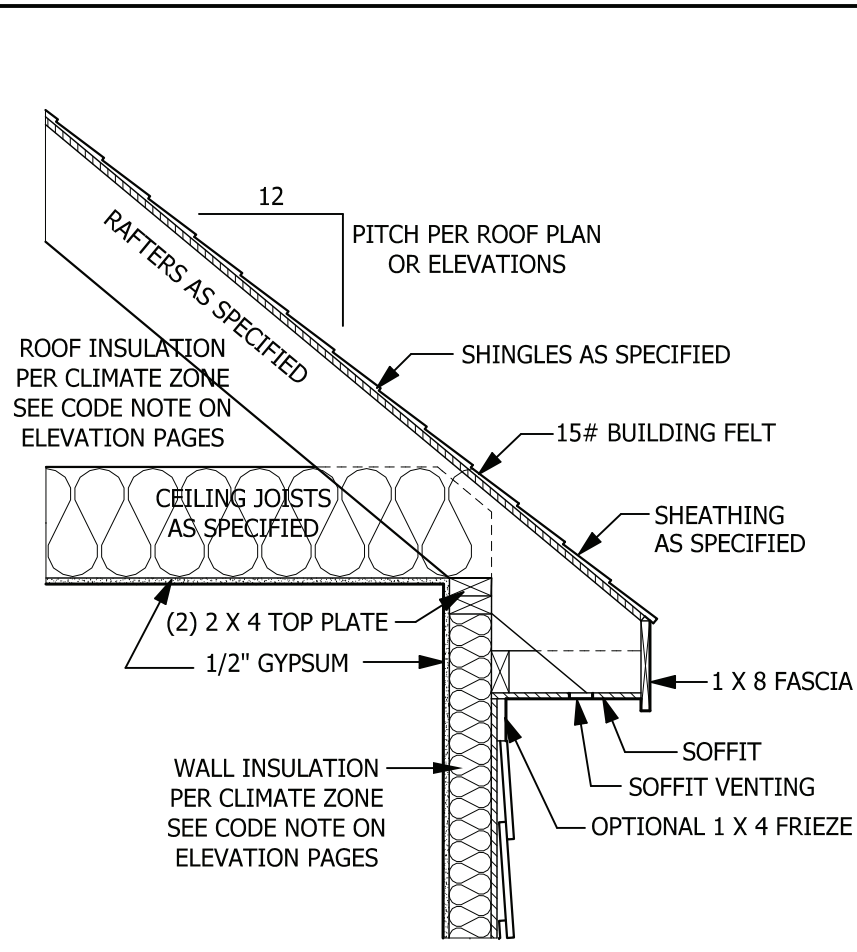 12
PITCH PER ROOF PLAN
OR ELEVATIONS
RAFTERS AS SPECIFIED
ROOF INSULATION
PER CLIMATE ZONE
SEE CODE NOTE ON
ELEVATION PAGES
SHINGLES AS SPECIFIED
15# BUILDING FELT
CEILING JOISTS
AS SPECIFIED
SHEATHING
AS SPECIFIED
(2) 2 X 4 TOP PLATE
1/2" GYPSUM
1 X 8 FASCIA
SOFFIT
SOFFIT VENTING
OPTIONAL 1 X 4 FRIEZE
WALL INSULATION
PER CLIMATE ZONE
SEE CODE NOTE ON
ELEVATION PAGES